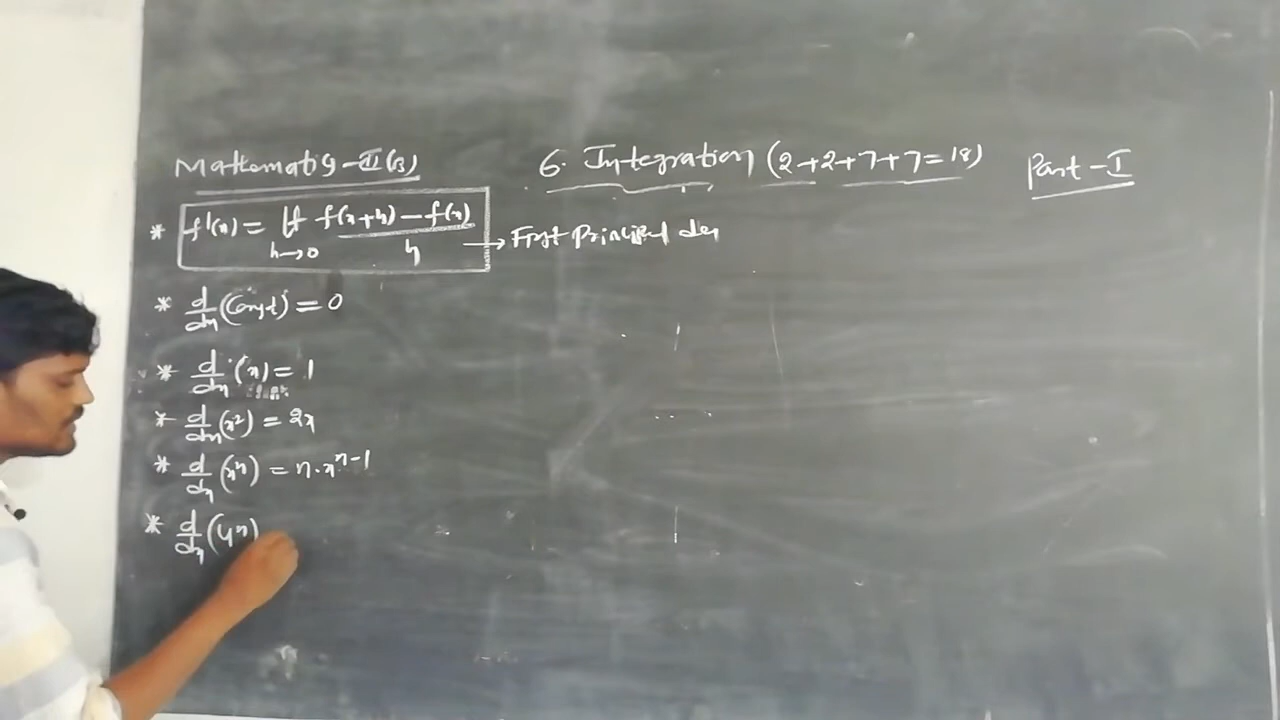 Mathematics-II(B)
6. Integration (2+2+7+7=18)
Part-I
* f'(x) = lt h→0 f(x+h)-f(x)/h → First Principal der
* d/dx (const) = 0
* d/dx (x) = 1
* d/dx (x²) = 2x
* d/dx (xⁿ) = n·xⁿ⁻¹
* d/dx (yⁿ)